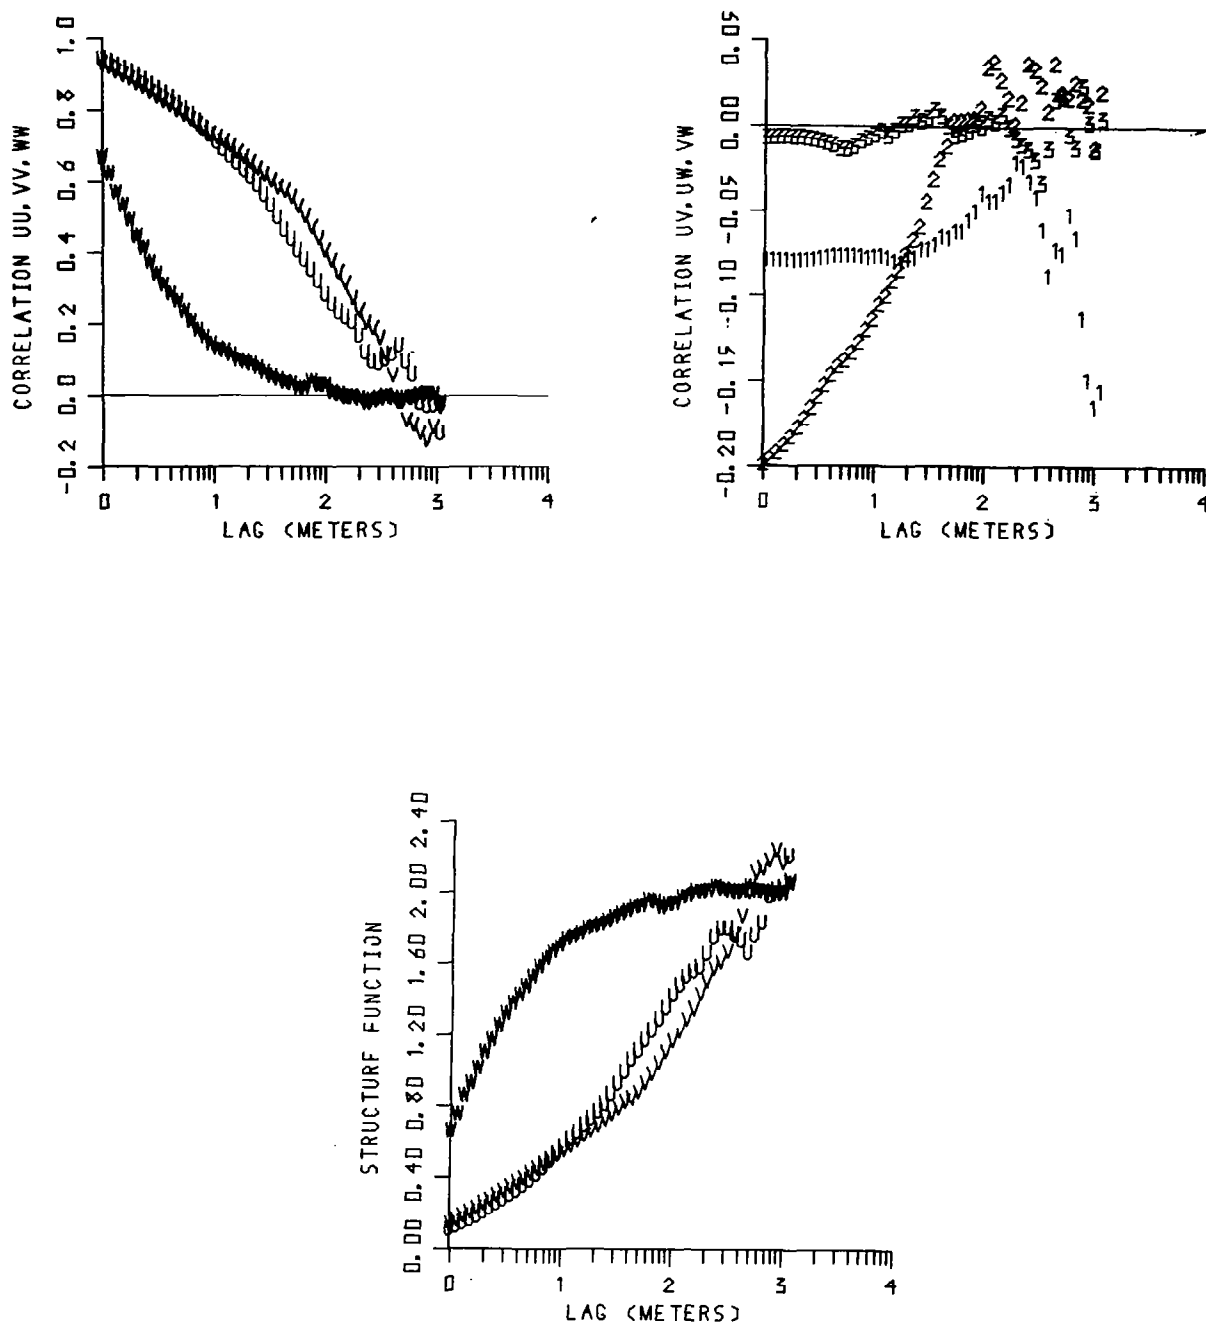 CORRELATION UU, VV, WW
1.0
0.8
0.6
0.4
0.2
0.0
-0.2
0 1 2 3 4
LAG (METERS)
CORRELATION UV, UW, VW
0.05
0.00
-0.05
-0.10
-0.15
-0.20
0 1 2 3 4
LAG (METERS)
STRUCTURE FUNCTION
2.40
2.00
1.60
1.20
0.80
0.40
0.00
0 1 2 3 4
LAG (METERS)